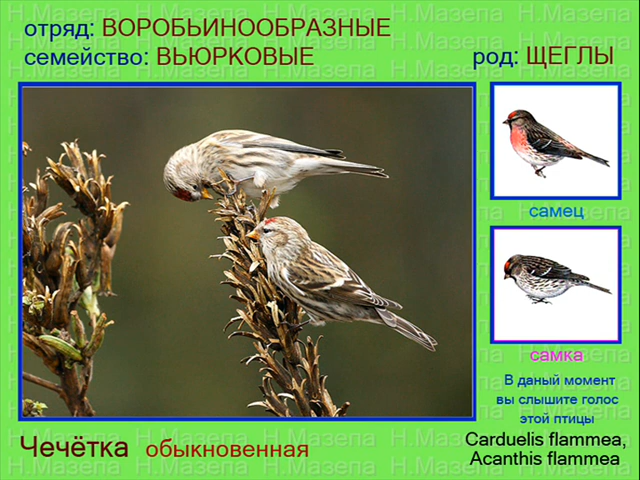 отряд: ВОРОБЬИНООБРАЗНЫЕ
семейство: ВЬЮРКОВЫЕ
род: ЩЕГЛЫ
самец
самка
В даный момент
вы слышите голос
этой птицы
Чечётка обыкновенная
Carduelis flammea,
Acanthis flammea
Н.Мазепа